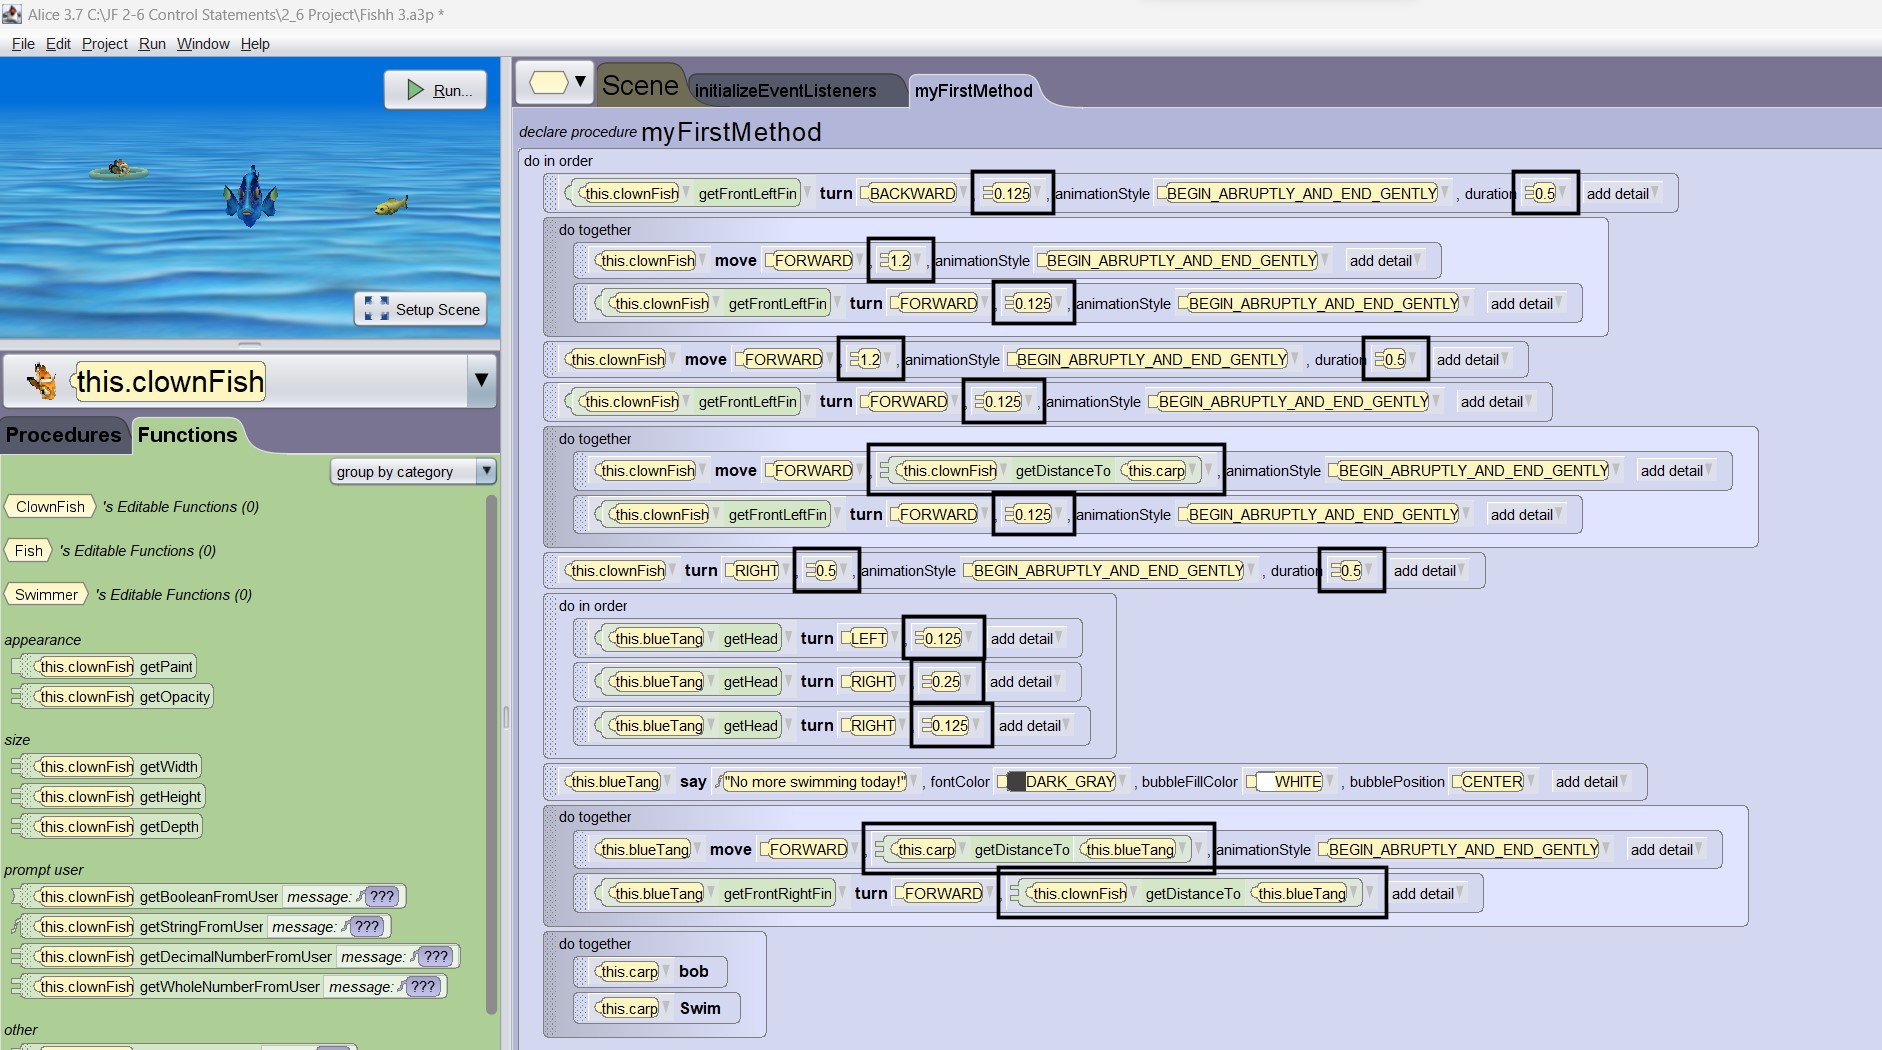 Alice 3.7 C:\JF 2-6 Control Statements\2_6 Project\Fishh 3.a3p *
File Edit Project Run Window Help
Run...
Setup Scene
this.clownFish
Procedures Functions
group by category
ClownFish 's Editable Functions (0)
Fish 's Editable Functions (0)
Swimmer 's Editable Functions (0)
appearance
this.clownFish getPaint
this.clownFish getOpacity
size
this.clownFish getWidth
this.clownFish getHeight
this.clownFish getDepth
prompt user
this.clownFish getBooleanFromUser message: ???
this.clownFish getStringFromUser message: ???
this.clownFish getDecimalNumberFromUser message: ???
this.clownFish getWholeNumberFromUser message: ???
other
Scene initializeEventListeners myFirstMethod
declare procedure myFirstMethod
do in order
this.clownFish getFrontLeftFin turn BACKWARD , 0.125 , animationStyle BEGIN_ABRUPTLY_AND_END_GENTLY , duration 0.5 add detail
do together
this.clownFish move FORWARD , 1.2 , animationStyle BEGIN_ABRUPTLY_AND_END_GENTLY add detail
this.clownFish getFrontLeftFin turn FORWARD , 0.125 , animationStyle BEGIN_ABRUPTLY_AND_END_GENTLY add detail
this.clownFish move FORWARD , 1.2 , animationStyle BEGIN_ABRUPTLY_AND_END_GENTLY , duration 0.5 add detail
this.clownFish getFrontLeftFin turn FORWARD , 0.125 , animationStyle BEGIN_ABRUPTLY_AND_END_GENTLY add detail
do together
this.clownFish move FORWARD , this.clownFish getDistanceTo this.carp , animationStyle BEGIN_ABRUPTLY_AND_END_GENTLY add detail
this.clownFish getFrontLeftFin turn FORWARD , 0.125 , animationStyle BEGIN_ABRUPTLY_AND_END_GENTLY add detail
this.clownFish turn RIGHT , 0.5 , animationStyle BEGIN_ABRUPTLY_AND_END_GENTLY , duration 0.5 add detail
do in order
this.blueTang getHead turn LEFT , 0.125 add detail
this.blueTang getHead turn RIGHT , 0.25 add detail
this.blueTang getHead turn RIGHT , 0.125 add detail
this.blueTang say "No more swimming today!" , fontColor DARK_GRAY , bubbleFillColor WHITE , bubblePosition CENTER add detail
do together
this.blueTang move FORWARD , this.carp getDistanceTo this.blueTang , animationStyle BEGIN_ABRUPTLY_AND_END_GENTLY add detail
this.blueTang getFrontRightFin turn FORWARD , this.clownFish getDistanceTo this.blueTang add detail
do together
this.carp bob
this.carp Swim